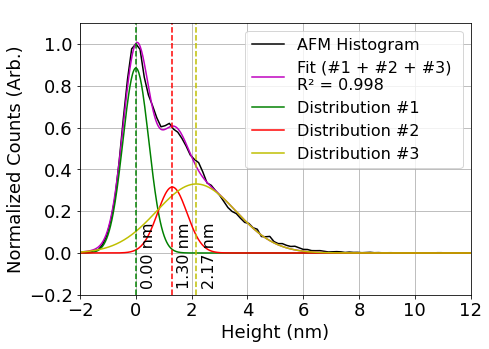 Normalized Counts (Arb.)
1.0
0.8
0.6
0.4
0.2
0.0
−0.2
AFM Histogram
Fit (#1 + #2 + #3)
R² = 0.998
Distribution #1
Distribution #2
Distribution #3
0.00 nm
1.30 nm
2.17 nm
−2 0 2 4 6 8 10 12
Height (nm)